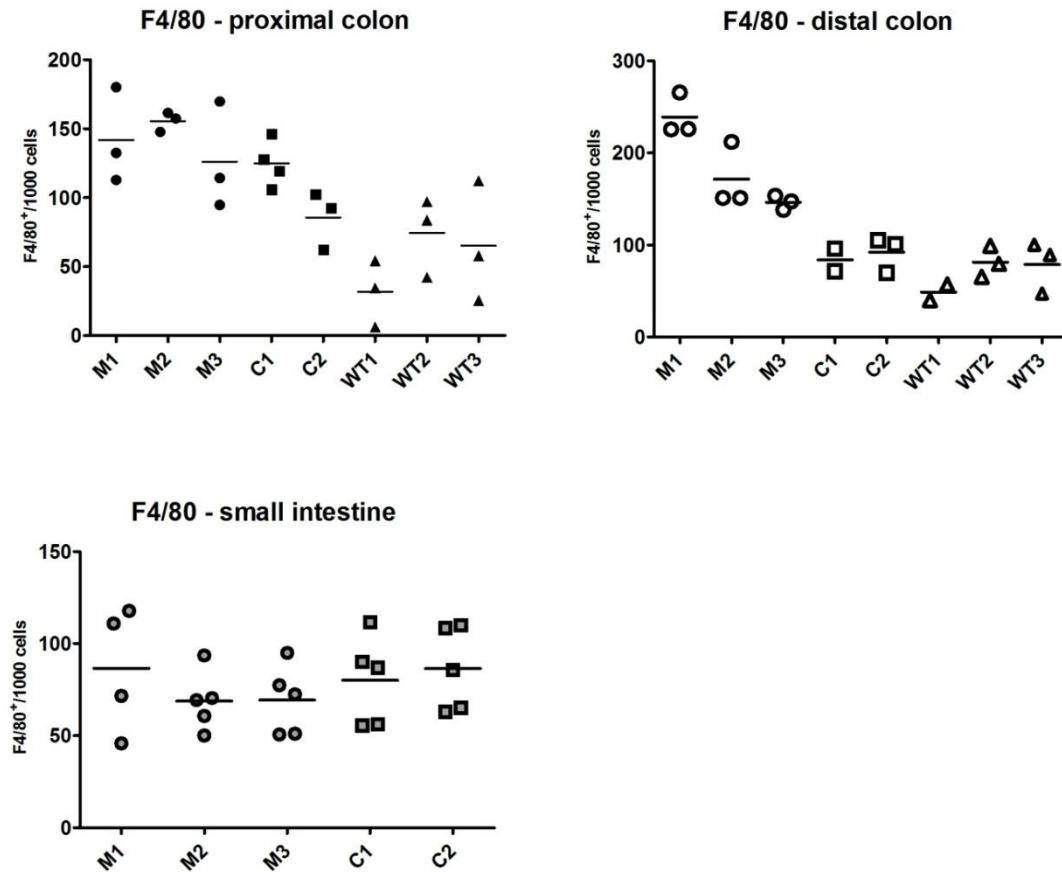 F4/80 - proximal colon
F4/80⁺/1000 cells
200
150
100
50
0
M1 M2 M3 C1 C2 WT1 WT2 WT3
F4/80 - distal colon
F4/80⁺/1000 cells
300
200
100
0
M1 M2 M3 C1 C2 WT1 WT2 WT3
F4/80 - small intestine
F4/80⁺/1000 cells
150
100
50
0
M1 M2 M3 C1 C2